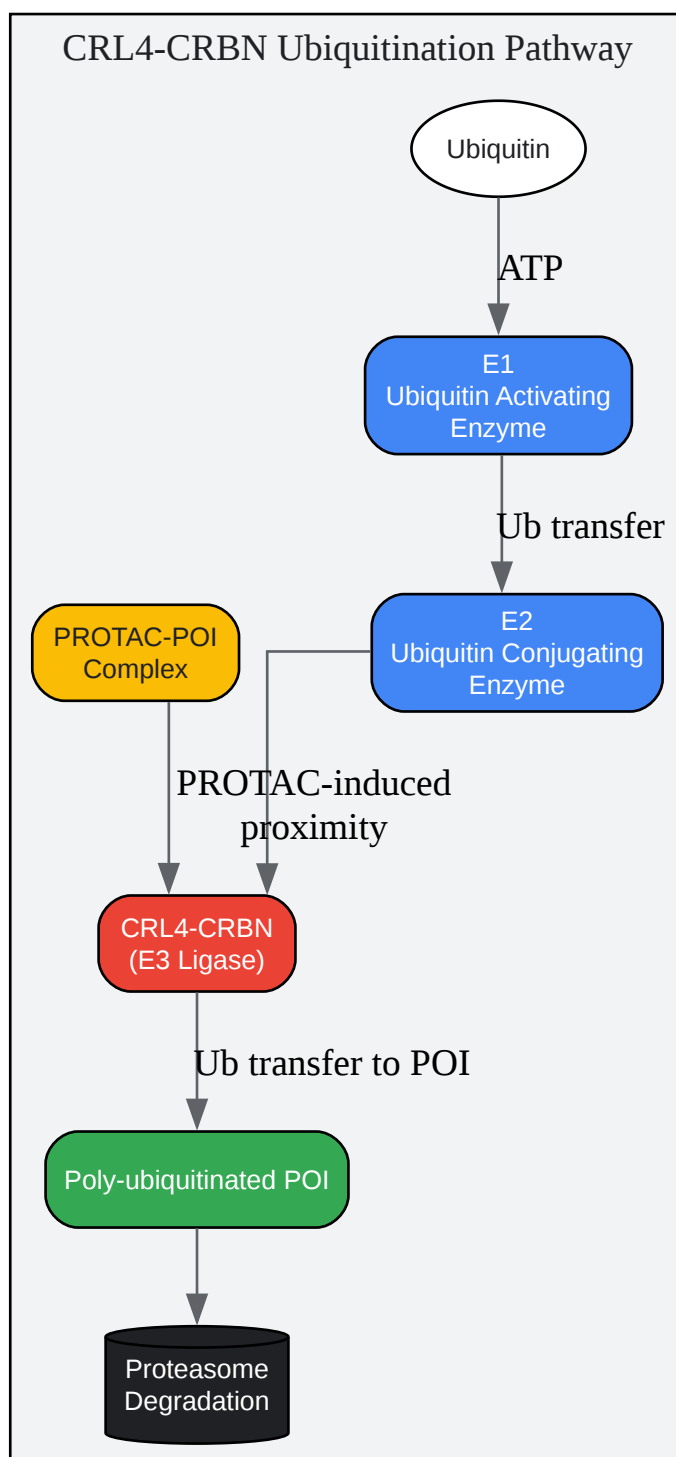 CRL4-CRBN Ubiquitination Pathway
Ubiquitin
ATP
E1
Ubiquitin Activating
Enzyme
Ub transfer
E2
Ubiquitin Conjugating
Enzyme
PROTAC-POI
Complex
PROTAC-induced
proximity
CRL4-CRBN
(E3 Ligase)
Ub transfer to POI
Poly-ubiquitinated POI
Proteasome
Degradation